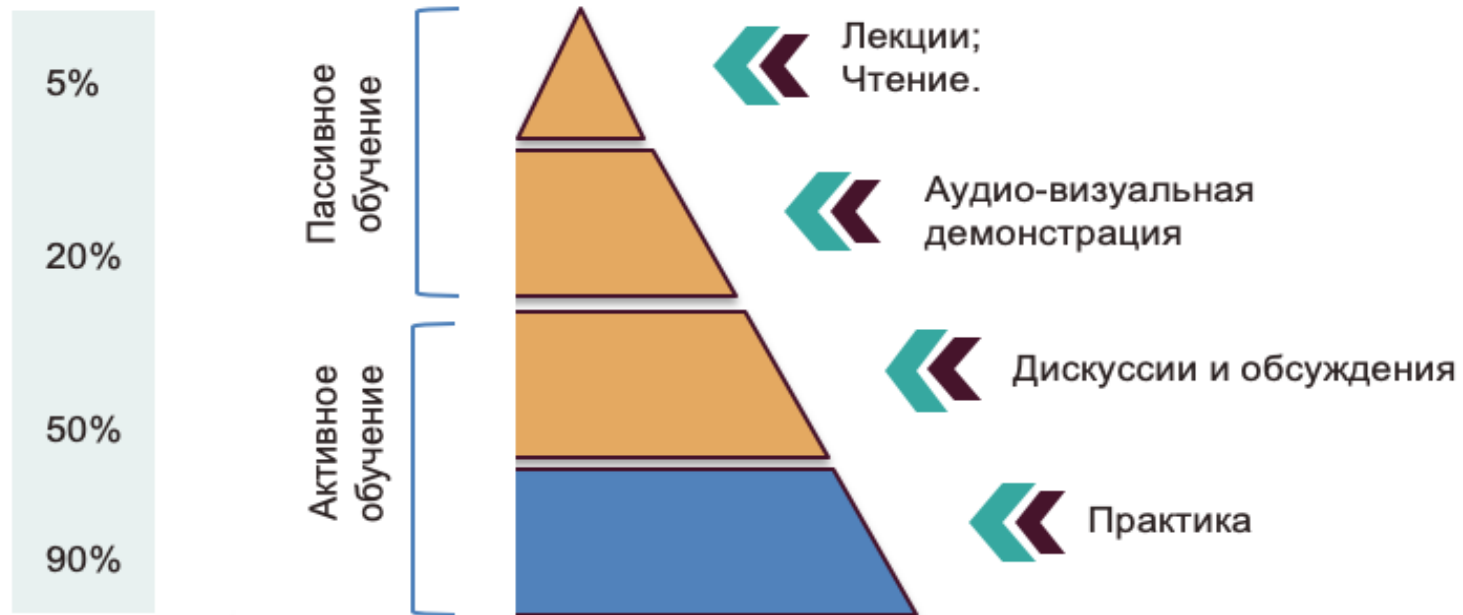 5%
20%
50%
90%
Пассивное
обучение
Активное
обучение
Лекции;
Чтение.
Аудио-визуальная
демонстрация
Дискуссии и обсуждения
Практика